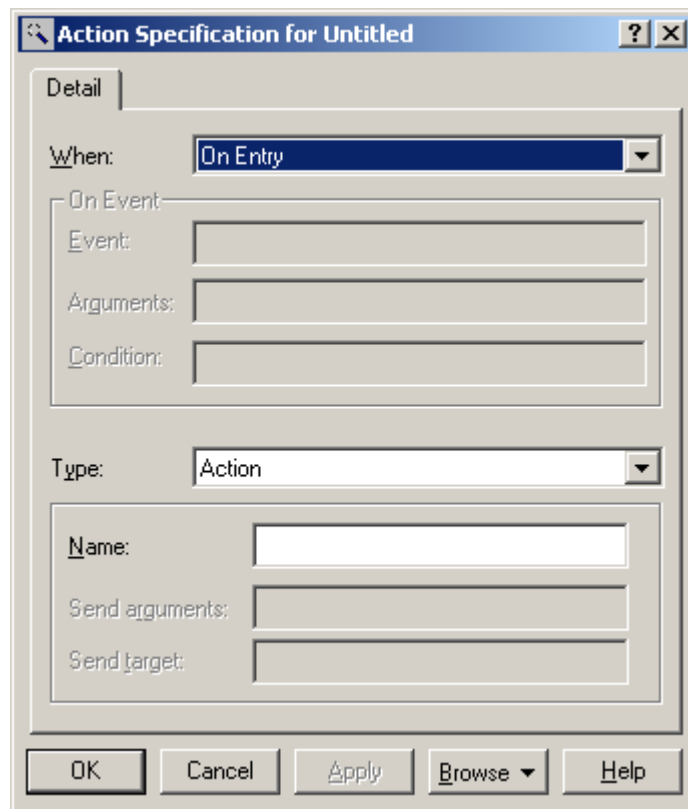 Action Specification for Untitled
Detail
When: On Entry
On Event
Event:
Arguments:
Condition:
Type: Action
Name:
Send arguments:
Send target:
OK Cancel Apply Browse Help